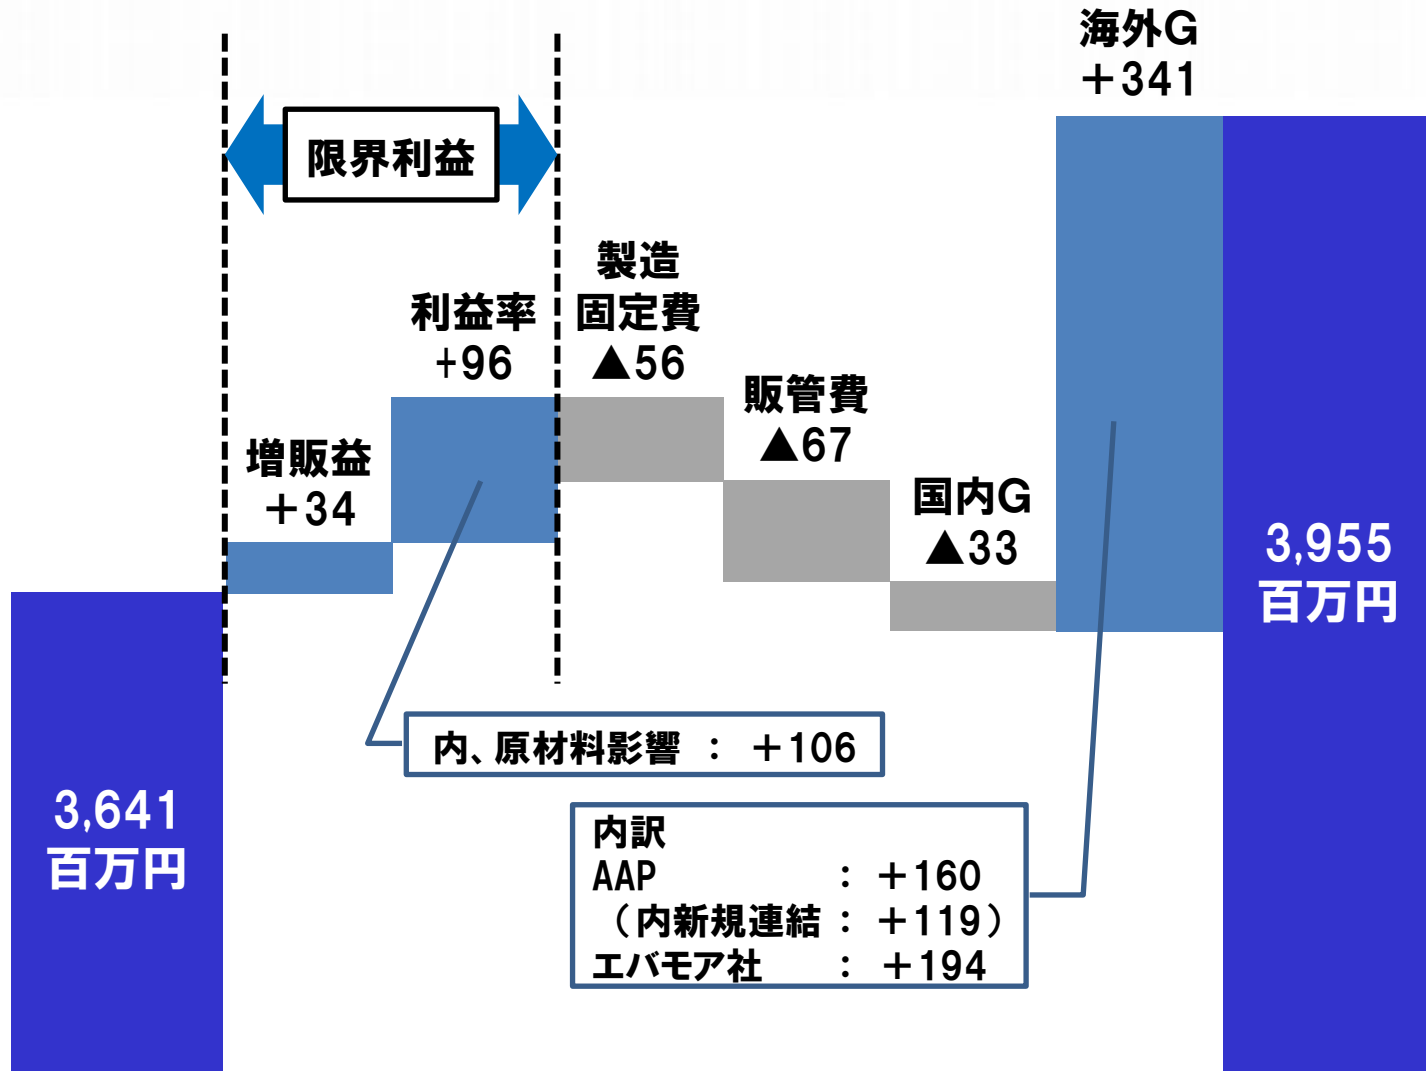 海外G
＋341
限界利益
製造
固定費
▲56
利益率
+96
販管費
▲67
増販益
＋34
国内G
▲33
3,955
百万円
内、原材料影響 ： ＋106
3,641
百万円
内訳
AAP ： ＋160
（内新規連結 ： ＋119）
エバモア社 ： ＋194